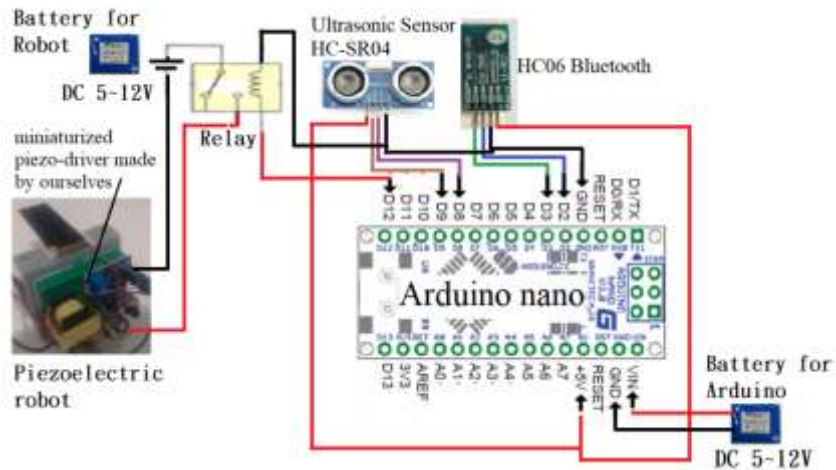 Battery for
Robot
DC 5~12V
Ultrasonic Sensor
HC-SR04
HC06 Bluetooth
Relay
miniaturized
piezo-driver made
by ourselves
Piezoelectric
robot
D12
D11
D10
D9
D8
D7
D6
D5
D4
D3
D2
GND
RESET
D0/RX
D1/TX
Arduino nano
D13
3V3
AREF
A0
A1
A2
A3
A4
A5
A6
A7
+5V
RESET
GND
VIN
Battery for
Arduino
DC 5~12V